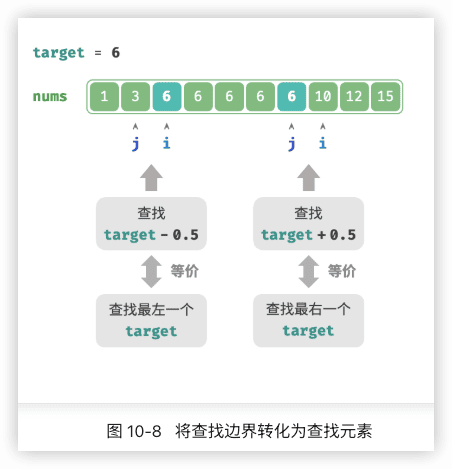 target = 6
nums 1 3 6 6 6 6 6 10 12 15
j i j i
查找 查找
target - 0.5 target + 0.5
等价 等价
查找最左一个 查找最右一个
target target
图 10-8 将查找边界转化为查找元素